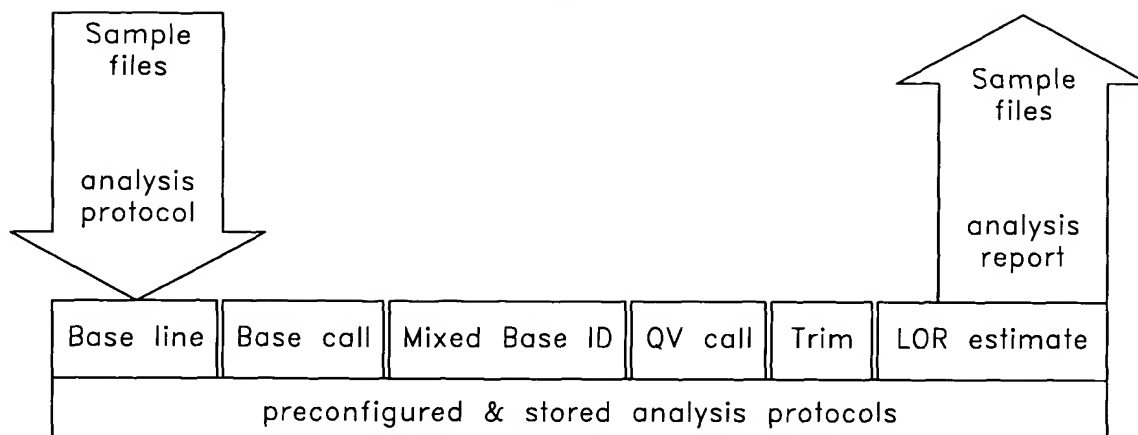 Sample
files
analysis
protocol
Sample
files
analysis
report
Base line
Base call
Mixed Base ID
QV call
Trim
LOR estimate
preconfigured & stored analysis protocols